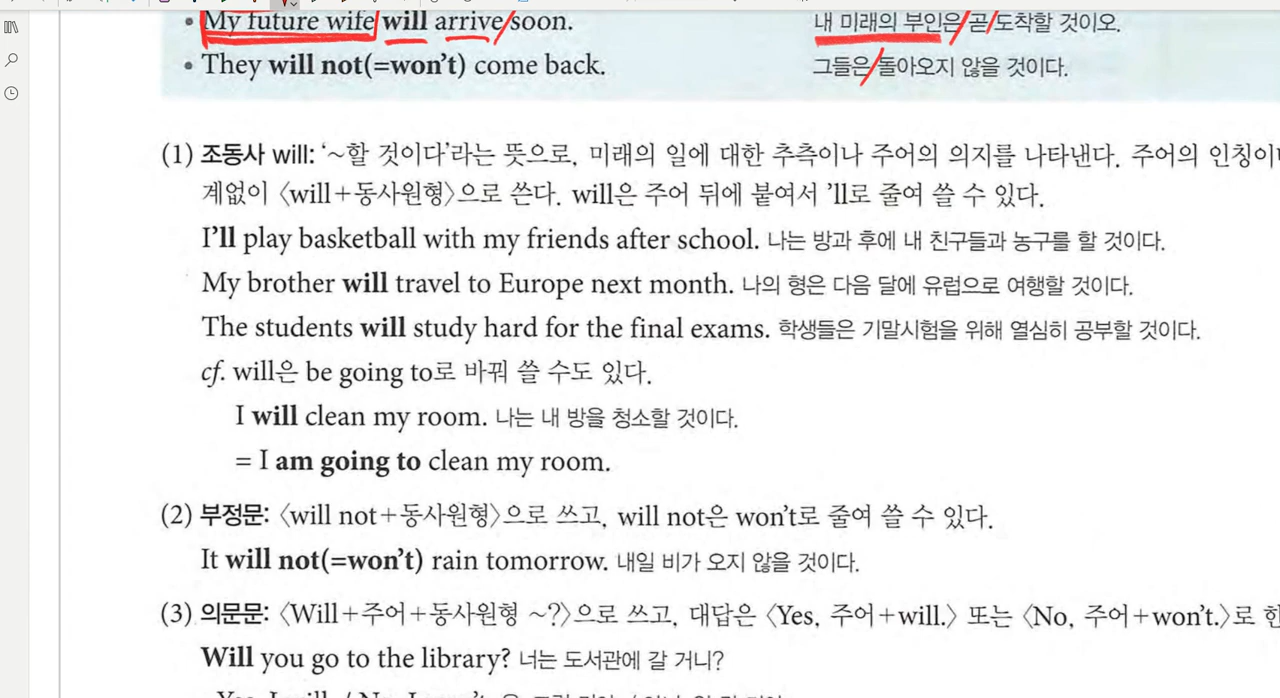 • My future wife will arrive soon. 내 미래의 부인은 곧 도착할 것이오.
• They will not(=won't) come back. 그들은 돌아오지 않을 것이다.
(1) 조동사 will: '~할 것이다'라는 뜻으로, 미래의 일에 대한 추측이나 주어의 의지를 나타낸다. 주어의 인칭이
계없이 〈will+동사원형〉으로 쓴다. will은 주어 뒤에 붙여서 'll로 줄여 쓸 수 있다.
I'll play basketball with my friends after school. 나는 방과 후에 내 친구들과 농구를 할 것이다.
My brother will travel to Europe next month. 나의 형은 다음 달에 유럽으로 여행할 것이다.
The students will study hard for the final exams. 학생들은 기말시험을 위해 열심히 공부할 것이다.
cf. will은 be going to로 바꿔 쓸 수도 있다.
I will clean my room. 나는 내 방을 청소할 것이다.
= I am going to clean my room.
(2) 부정문: 〈will not+동사원형〉으로 쓰고, will not은 won't로 줄여 쓸 수 있다.
It will not(=won't) rain tomorrow. 내일 비가 오지 않을 것이다.
(3) 의문문: 〈Will+주어+동사원형 ~?〉으로 쓰고, 대답은 〈Yes, 주어+will.〉 또는 〈No, 주어+won't.〉로 한
Will you go to the library? 너는 도서관에 갈 거니?